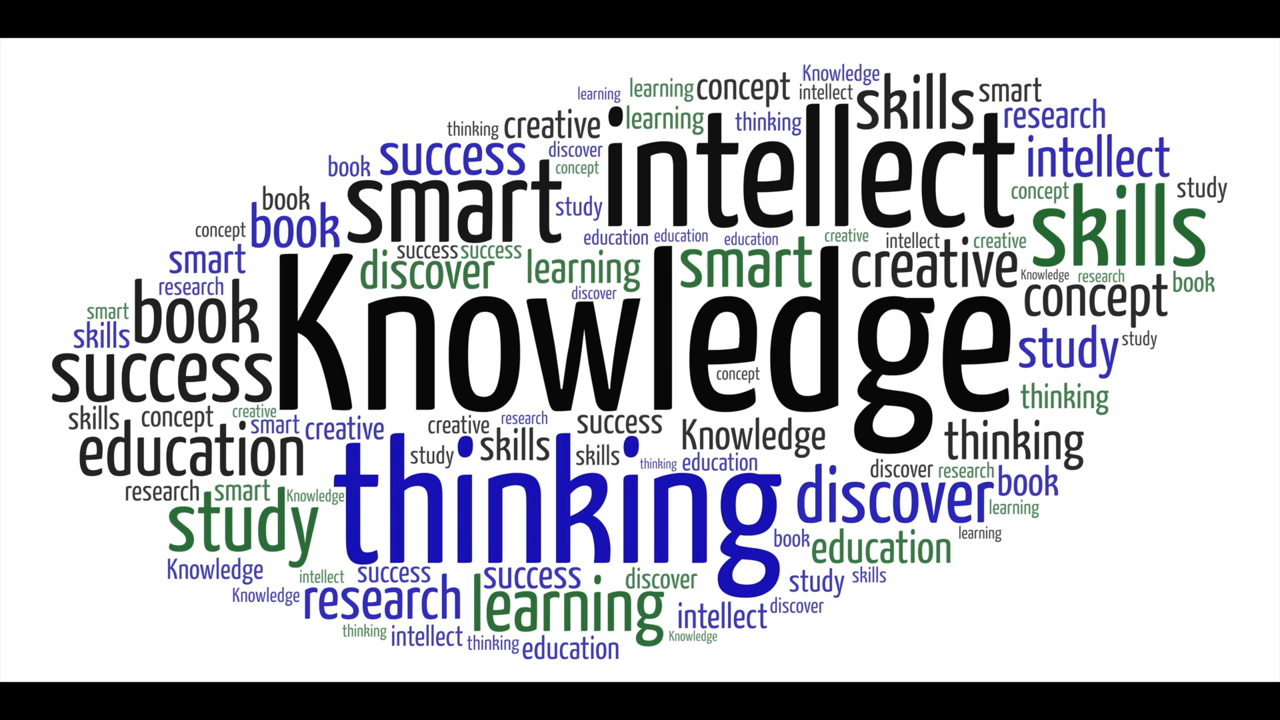 Knowledge
learning concept intellect skills smart
learning
thinking creative learning thinking intellect research
book success discover intellect
concept
book smart study concept skills study
concept book education education education creative intellect creative
smart success success
discover learning smart creative Knowledge research book
research discover
smart book Knowledge concept
skills study study
success concept thinking
skills concept creative
smart creative creative research success Knowledge thinking
education study skills skills thinking education discover research book
research smart Knowledge thinking discover learning
study book education learning
Knowledge intellect success success discover study skills
Knowledge research learning intellect discover
thinking intellect thinking education Knowledge